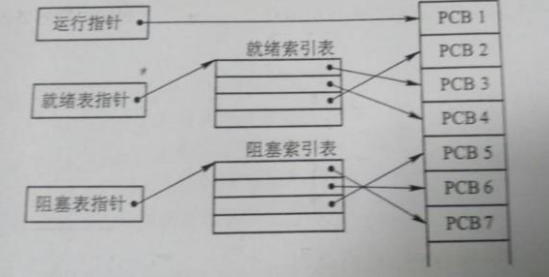 运行指针
就绪索引表
就绪表指针
阻塞索引表
阻塞表指针
PCB 1
PCB 2
PCB 3
PCB 4
PCB 5
PCB 6
PCB 7